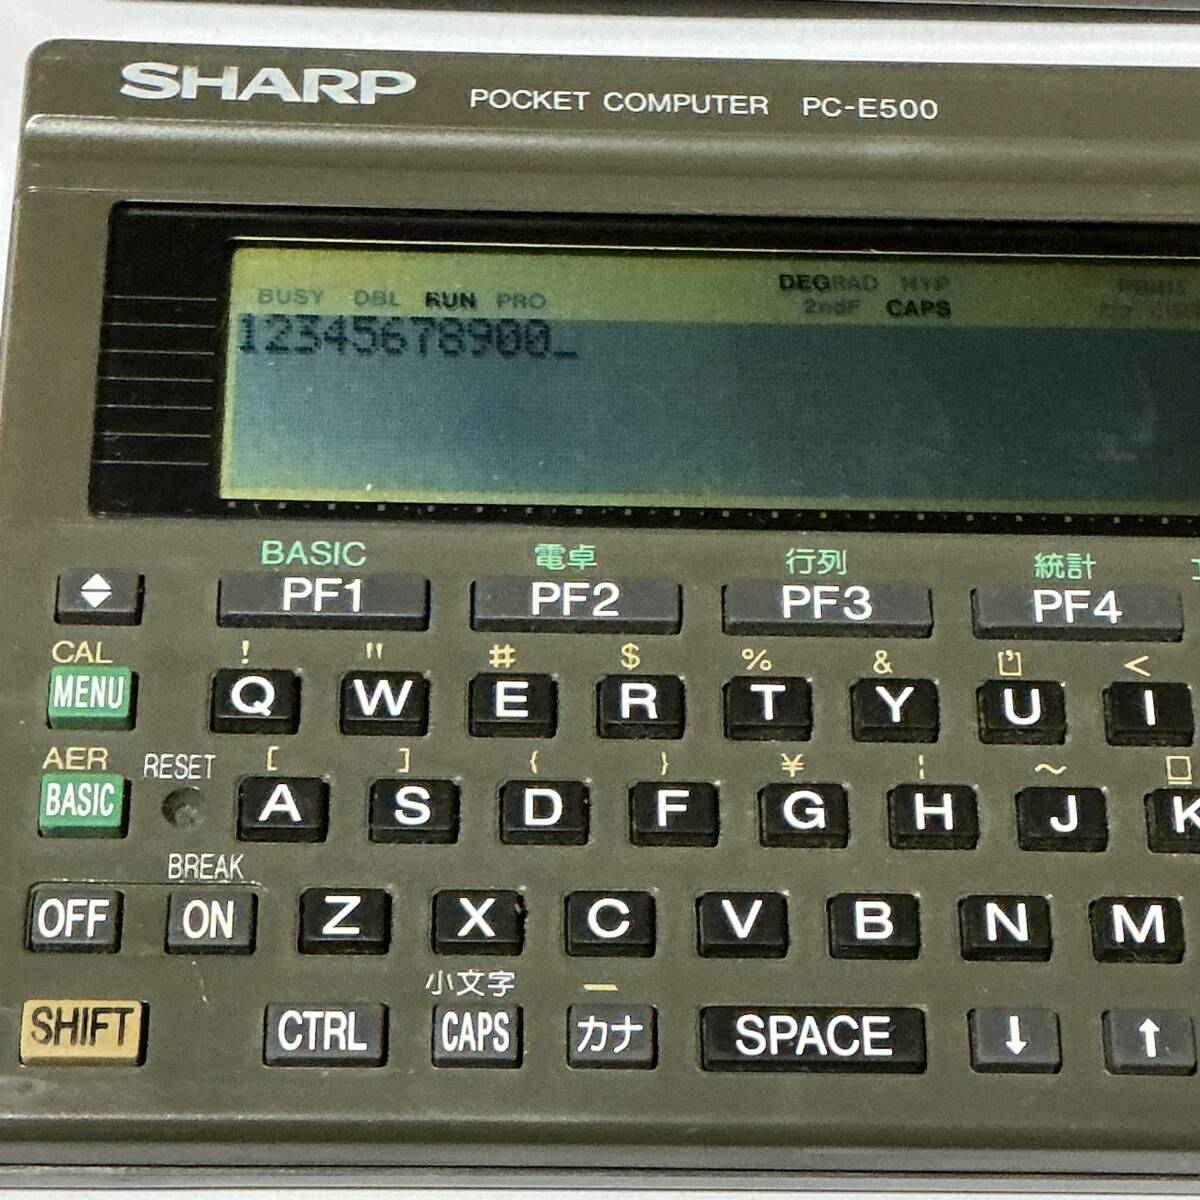 SHARP POCKET COMPUTER PC-E500
DEG RAD HYP
BUSY DBL RUN PRO 2ndF CAPS
12345678900_
BASIC 電卓 行列 統計
PF1 PF2 PF3 PF4
CAL ! " # $ % & [’] <
MENU Q W E R T Y U I
AER RESET [ ] { } ¥ ¦ ~ □
BASIC A S D F G H J K
BREAK
OFF ON Z X C V B N M
小文字 —
SHIFT CTRL CAPS カナ SPACE ↓ ↑